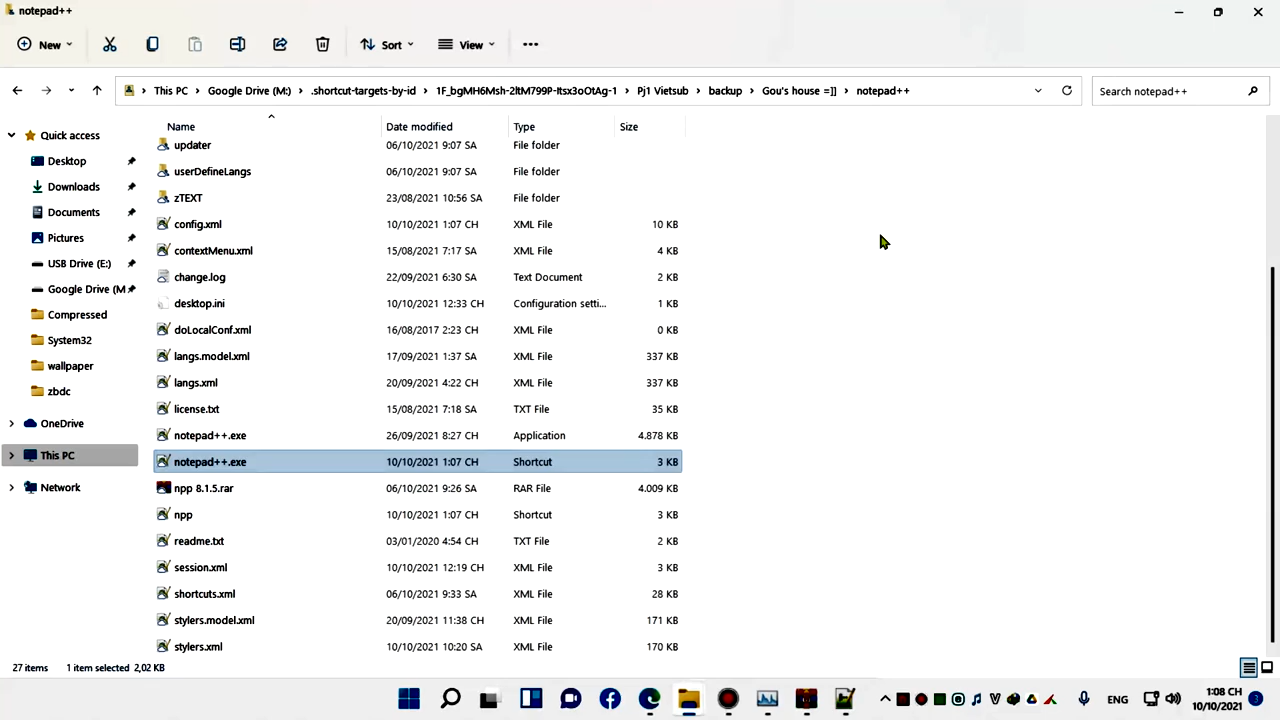 notepad++
New
Sort
View
This PC
Google Drive (M:)
.shortcut-targets-by-id
1F_bgMH6Msh-2ltM799P-Itsx3oOtAg-1
Pj1 Vietsub
backup
Gou's house =]]
notepad++
Search notepad++
Quick access
Desktop
Downloads
Documents
Pictures
USB Drive (E:)
Google Drive (M
Compressed
System32
wallpaper
zbdc
OneDrive
This PC
Network
Name Date modified Type Size
updater 06/10/2021 9:07 SA File folder
userDefineLangs 06/10/2021 9:07 SA File folder
zTEXT 23/08/2021 10:56 SA File folder
config.xml 10/10/2021 1:07 CH XML File 10 KB
contextMenu.xml 15/08/2021 7:17 SA XML File 4 KB
change.log 22/09/2021 6:30 SA Text Document 2 KB
desktop.ini 10/10/2021 12:33 CH Configuration setti... 1 KB
doLocalConf.xml 16/08/2017 2:23 CH XML File 0 KB
langs.model.xml 17/09/2021 1:37 SA XML File 337 KB
langs.xml 20/09/2021 4:22 CH XML File 337 KB
license.txt 15/08/2021 7:18 SA TXT File 35 KB
notepad++.exe 26/09/2021 8:27 CH Application 4.878 KB
notepad++.exe 10/10/2021 1:07 CH Shortcut 3 KB
npp 8.1.5.rar 06/10/2021 9:26 SA RAR File 4.009 KB
npp 10/10/2021 1:07 CH Shortcut 3 KB
readme.txt 03/01/2020 4:54 CH TXT File 2 KB
session.xml 10/10/2021 12:19 CH XML File 3 KB
shortcuts.xml 06/10/2021 9:33 SA XML File 28 KB
stylers.model.xml 20/09/2021 11:38 CH XML File 171 KB
stylers.xml 10/10/2021 10:20 SA XML File 170 KB
27 items 1 item selected 2,02 KB
ENG
1:08 CH
10/10/2021
3